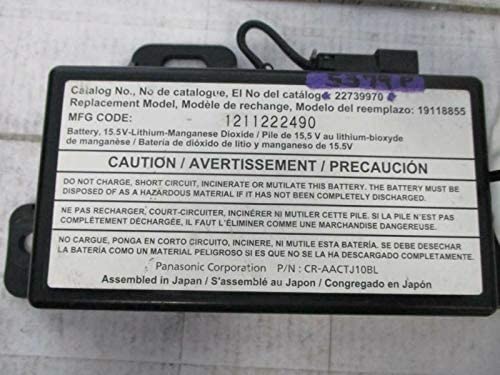 5379 P
Catalog No., No de catalogue, El No del catálogo 22739970
Replacement Model, Modèle de rechange, Modelo del reemplazo: 19118855
MFG CODE: 1211222490
Battery, 15.5V-Lithium-Manganese Dioxide / Pile de 15,5 V au lithium-bioxyde
de manganèse / Batería de dióxido de litio y manganeso de 15.5V
CAUTION / AVERTISSEMENT / PRECAUCIÓN
DO NOT CHARGE, SHORT CIRCUIT, INCINERATE OR MUTILATE THIS BATTERY. THE BATTERY MUST BE
DISPOSED OF AS A HAZARDOUS MATERIAL IF IT HAS NOT BEEN COMPLETELY DISCHARGED.
NE PAS RECHARGER, COURT-CIRCUITER, INCINÉRER NI MUTILER CETTE PILE. SI LA PILE N'EST PAS
COMPLÈTEMENT DÉCHARGÉE, IL FAUT L'ÉLIMINER COMME UNE MARCHANDISE DANGEREUSE.
NO CARGUE, PONGA EN CORTO CIRCUITO, INCINERE, NI MUTILE ESTA BATERÍA. SE DEBE DESECHAR
LA BATERÍA COMO UN MATERIAL PELIGROSO SI ES QUE NO SE LA HA DESCARGADO COMPLETAMENTE.
Panasonic Corporation P/N : CR-AACTJ10BL
Assembled in Japan / S'assemblé au Japon / Congregado en Japón